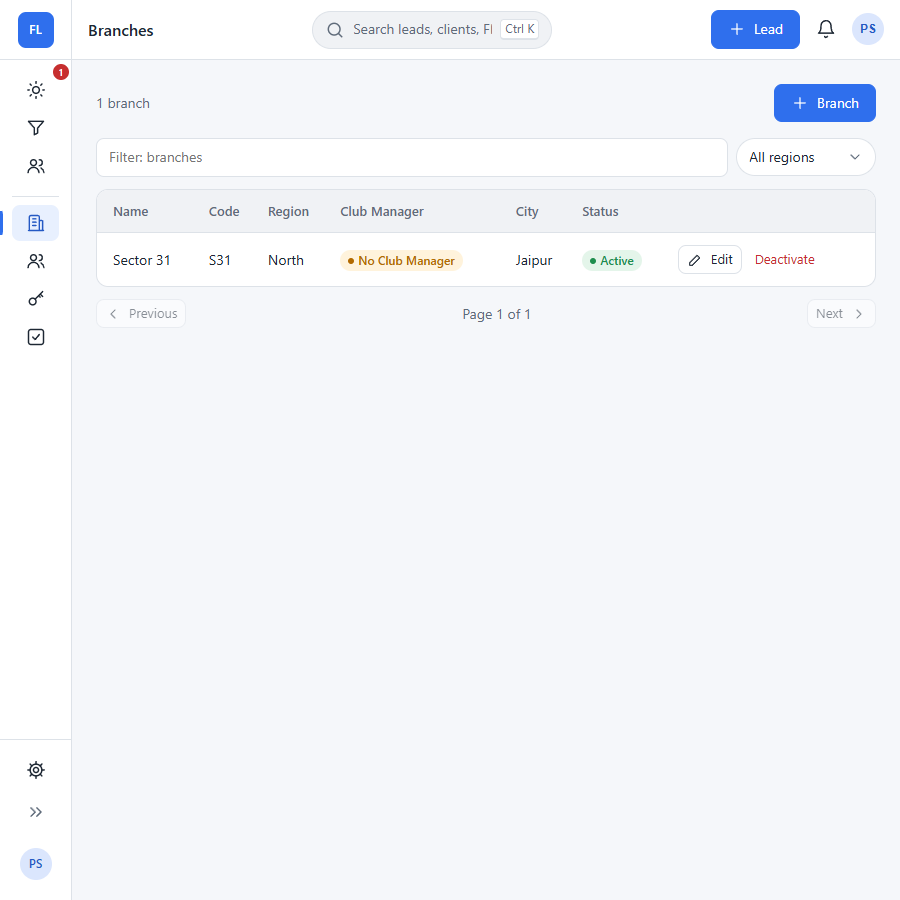 FL
Branches
Search leads, clients, Fl
Ctrl K
Lead
PS
1
1 branch
Branch
Filter: branches
All regions
Name Code Region Club Manager City Status
Sector 31 S31 North No Club Manager Jaipur Active Edit Deactivate
Previous Page 1 of 1 Next
PS